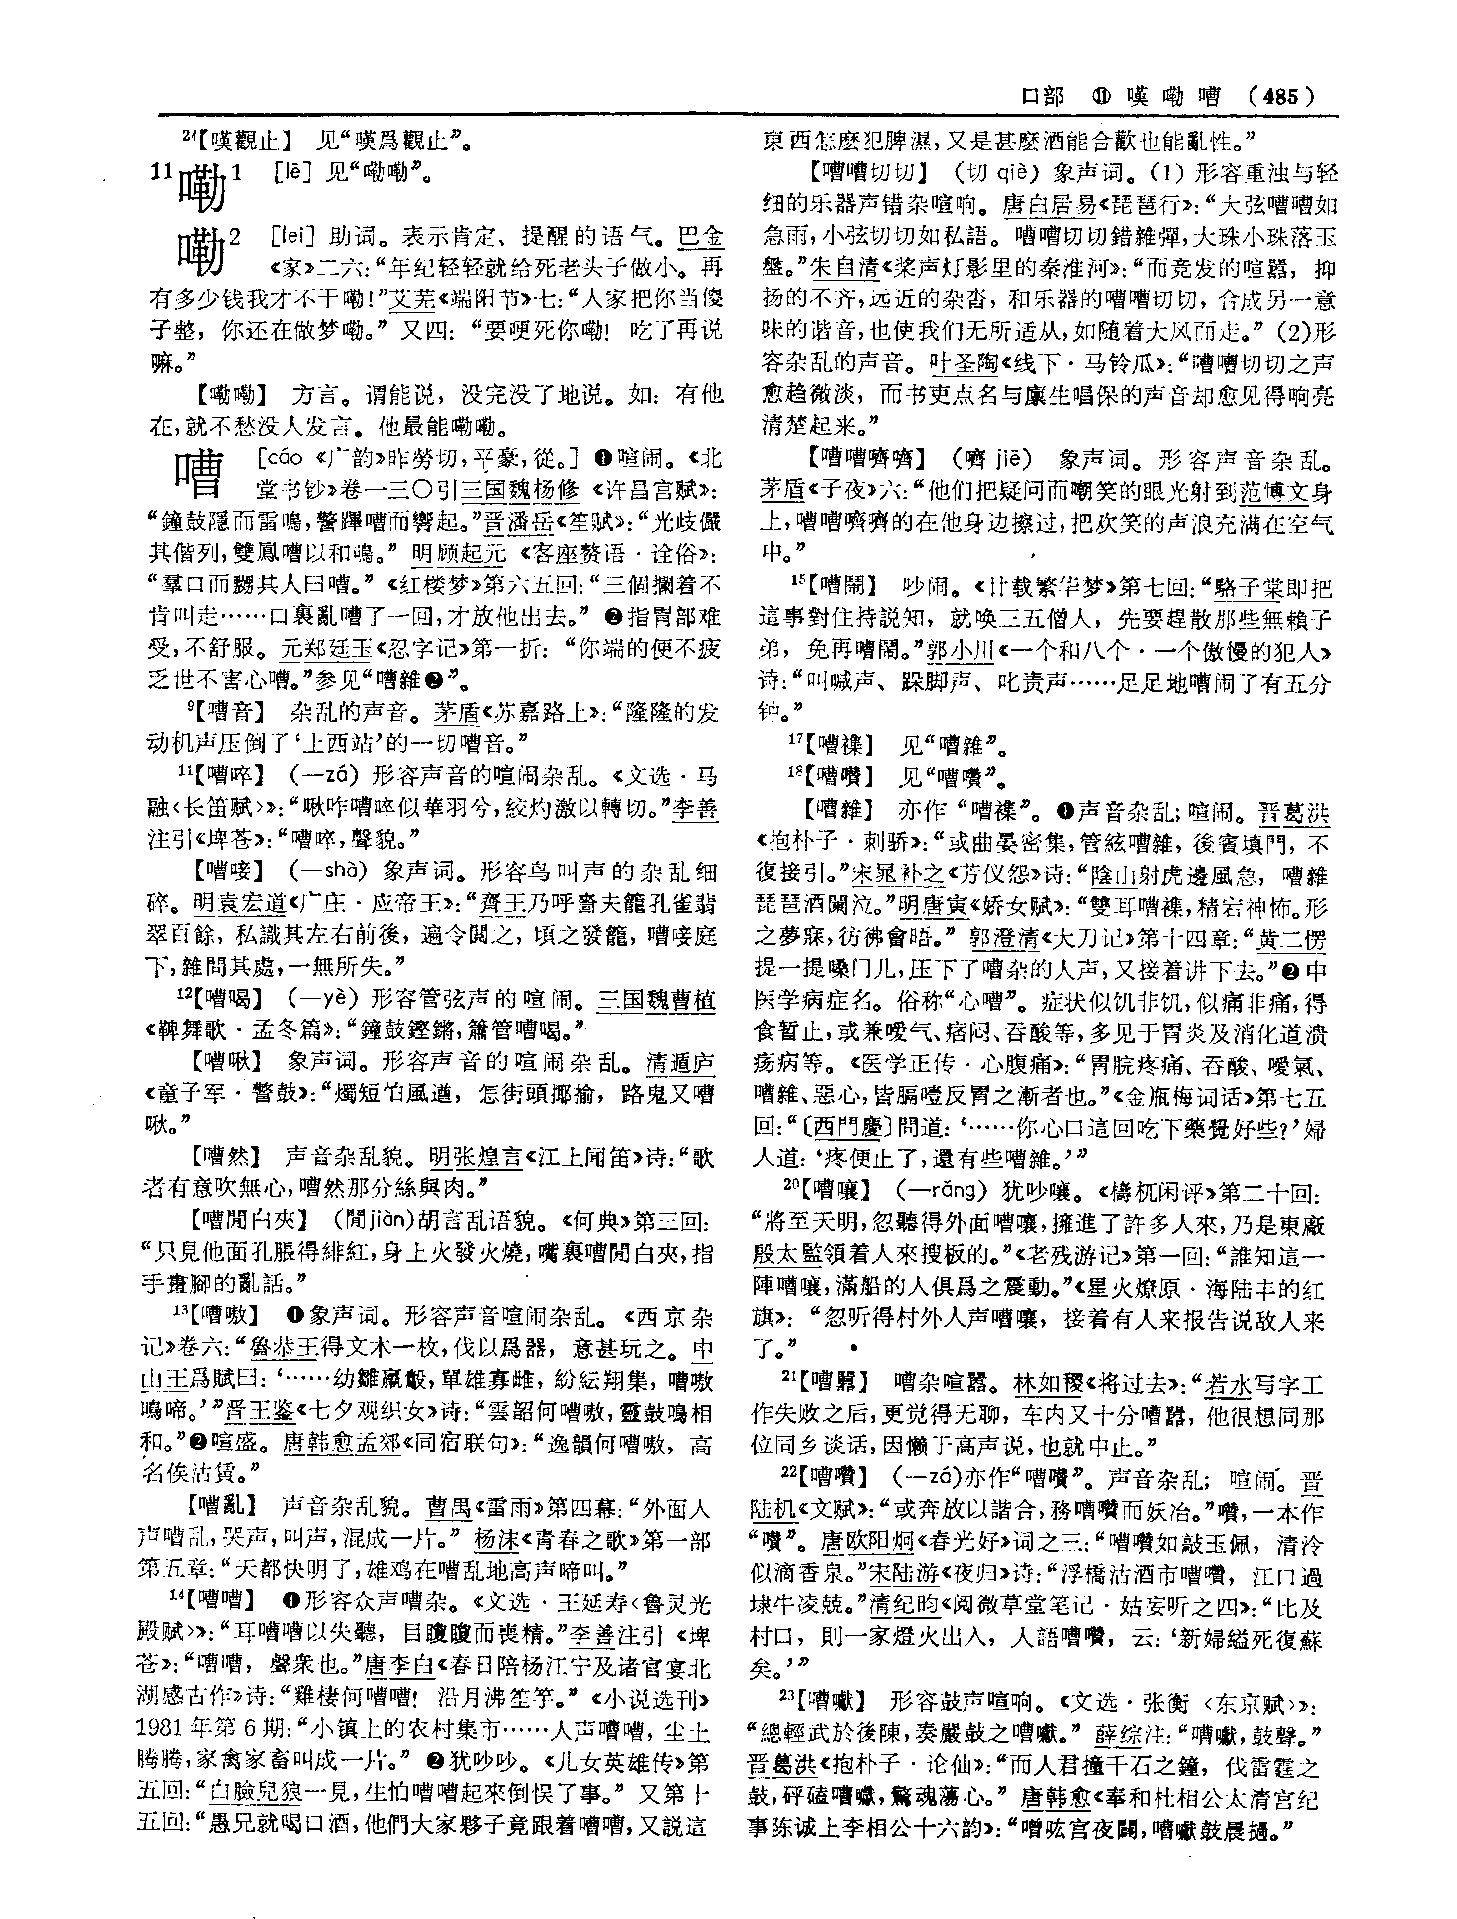 口部 ⑪ 嘆嘞嘈 （485）
²⁴【嘆觀止】 见“嘆爲觀止”。
11嘞1 ［lē］见“嘞嘞”。
嘞2 ［lei］助词。表示肯定、提醒的语气。巴金
《家》二六：“年纪轻轻就给死老头子做小。再
有多少钱我才不干嘞！”艾芜《端阳节》七：“人家把你当傻
子整，你还在做梦嘞。”又四：“要哽死你嘞！吃了再说
嘛。”
【嘞嘞】 方言。谓能说，没完没了地说。如：有他
在，就不愁没人发言。他最能嘞嘞。
嘈 ［cáo《广韵》昨勞切，平豪，從。］❶喧闹。《北
堂书钞》卷一三〇引三国魏杨修《许昌宫赋》：
“鐘鼓隱而雷鳴，警蹕嘈而響起。”晋潘岳《笙赋》：“光歧儼
其偕列，雙鳳嘈以和鳴。”明顾起元《客座赘语·诠俗》：
“羣口而嬲其人曰嘈。”《红楼梦》第六五回：“三個攔着不
肯叫走……口裏亂嘈了一回，才放他出去。”❷指胃部难
受，不舒服。元郑廷玉《忍字记》第一折：“你端的便不疲
乏世不害心嘈。”参见“嘈雜❷”。
⁹【嘈音】 杂乱的声音。茅盾《苏嘉路上》：“隆隆的发
动机声压倒了‘上西站’的一切嘈音。”
¹¹【嘈啐】（—zá）形容声音的喧闹杂乱。《文选·马
融〈长笛赋〉》：“啾咋嘈啐似華羽兮，絞灼激以轉切。”李善
注引《埤苍》：“嘈啐，聲貌。”
【嘈唼】（—shà）象声词。形容鸟叫声的杂乱细
碎。明袁宏道《广庄·应帝王》：“齊王乃呼嗇夫籠孔雀翡
翠百餘，私識其左右前後，遍令閲之，頃之發籠，嘈唼庭
下，雜問其處，一無所失。”
¹²【嘈喝】（—yè）形容管弦声的喧闹。三国魏曹植
《鞞舞歌·孟冬篇》：“鐘鼓鏗鏘，簫管嘈喝。”
【嘈啾】 象声词。形容声音的喧闹杂乱。清遁庐
《童子军·警鼓》：“燭短怕風遒，怎街頭揶揄，路鬼又嘈
啾。”
【嘈然】 声音杂乱貌。明张煌言《江上闻笛》诗：“歌
者有意吹無心，嘈然那分絲與肉。”
【嘈閒白夾】（閒jiàn）胡言乱语貌。《何典》第三回：
“只見他面孔脹得緋紅，身上火發火燒，嘴裏嘈閒白夾，指
手畫脚的亂話。”
¹³【嘈嗷】 ❶象声词。形容声音喧闹杂乱。《西京杂
记》卷六：“魯恭王得文木一枚，伐以爲器，意甚玩之。中
山王爲賦曰：‘……幼雛羸鷇，單雄寡雌，紛紜翔集，嘈嗷
鳴啼。’”晋王鉴《七夕观织女》诗：“雲韶何嘈嗷，靈鼓鳴相
和。”❷喧盛。唐韩愈孟郊《同宿联句》：“逸韻何嘈嗷，高
名俟沽賃。”
【嘈亂】 声音杂乱貌。曹禺《雷雨》第四幕：“外面人
声嘈乱，哭声，叫声，混成一片。”杨沫《青春之歌》第一部
第五章：“天都快明了，雄鸡在嘈乱地高声啼叫。”
¹⁴【嘈嘈】 ❶形容众声嘈杂。《文选·王延寿〈鲁灵光
殿赋〉》：“耳嘈嘈以失聽，目矎矎而喪精。”李善注引《埤
苍》：“嘈嘈，聲衆也。”唐李白《春日陪杨江宁及诸官宴北
湖感古作》诗：“雞棲何嘈嘈！沿月沸笙竽。”《小说选刊》
1981年第6期：“小镇上的农村集市……人声嘈嘈，尘土
腾腾，家禽家畜叫成一片。”❷犹吵吵。《儿女英雄传》第
五回：“白臉兒狼一見，生怕嘈嘈起來倒悮了事。”又第十
五回：“愚兄就喝口酒，他們大家夥子竟跟着嘈嘈，又説這
東西怎麽犯脾濕，又是甚麽酒能合歡也能亂性。”
【嘈嘈切切】（切qiè）象声词。(1)形容重浊与轻
细的乐器声错杂喧响。唐白居易《琵琶行》：“大弦嘈嘈如
急雨，小弦切切如私語。嘈嘈切切錯雜彈，大珠小珠落玉
盤。”朱自清《桨声灯影里的秦淮河》：“而竞发的喧嚣，抑
扬的不齐，远近的杂沓，和乐器的嘈嘈切切，合成另一意
味的谐音，也使我们无所适从，如随着大风而走。”(2)形
容杂乱的声音。叶圣陶《线下·马铃瓜》：“嘈嘈切切之声
愈趋微淡，而书吏点名与廪生唱保的声音却愈见得响亮
清楚起来。”
【嘈嘈嚌嚌】（嚌jiē）象声词。形容声音杂乱。
茅盾《子夜》六：“他们把疑问而嘲笑的眼光射到范博文身
上，嘈嘈嚌嚌的在他身边擦过，把欢笑的声浪充满在空气
中。”
¹⁵【嘈鬧】 吵闹。《廿载繁华梦》第七回：“駱子棠即把
這事對住持説知，就唤三五僧人，先要趕散那些無賴子
弟，免再嘈鬧。”郭小川《一个和八个·一个傲慢的犯人》
诗：“叫喊声、跺脚声、叱责声……足足地嘈闹了有五分
钟。”
¹⁷【嘈襍】 见“嘈雜”。
¹⁸【嘈囋】 见“嘈囋”。
【嘈雜】 亦作“嘈襍”。❶声音杂乱；喧闹。晋葛洪
《抱朴子·刺骄》：“或曲晏密集，管絃嘈雜，後賓填門，不
復接引。”宋晁补之《芳仪怨》诗：“陰山射虎邊風急，嘈雜
琵琶酒闌泣。”明唐寅《娇女赋》：“雙耳嘈襍，精宕神怖。形
之夢寐，彷彿會晤。”郭澄清《大刀记》第十四章：“黄二愣
提一提嗓门儿，压下了嘈杂的人声，又接着讲下去。”❷中
医学病症名。俗称“心嘈”。症状似饥非饥，似痛非痛，得
食暂止，或兼嗳气、痞闷、吞酸等，多见于胃炎及消化道溃
疡病等。《医学正传·心腹痛》：“胃脘疼痛、吞酸、噯氣、
嘈雜、惡心，皆膈噎反胃之漸者也。”《金瓶梅词话》第七五
回：“〔西門慶〕問道：‘……你心口這回吃下藥覺好些？’婦
人道：‘疼便止了，還有些嘈雜。’”
²⁰【嘈嚷】（—rǎng）犹吵嚷。《梼杌闲评》第二十回：
“將至天明，忽聽得外面嘈嚷，擁進了許多人來，乃是東廠
殷太監領着人來搜板的。”《老残游记》第一回：“誰知這一
陣嘈嚷，滿船的人俱爲之震動。”《星火燎原·海陆丰的红
旗》：“忽听得村外人声嘈嚷，接着有人来报告说敌人来
了。”
²¹【嘈囂】 嘈杂喧嚣。林如稷《将过去》：“若水写字工
作失败之后，更觉得无聊，车内又十分嘈囂，他很想同那
位同乡谈话，因懒于高声说，也就中止。”
²²【嘈囋】（—zá）亦作“嘈囋”。声音杂乱；喧闹。晋
陆机《文赋》：“或奔放以諧合，務嘈囋而妖冶。”囋，一本作
“囋”。唐欧阳炯《春光好》词之三：“嘈囋如敲玉佩，清泠
似滴香泉。”宋陆游《夜归》诗：“浮橋沽酒市嘈囋，江口過
埭牛凌兢。”清纪昀《阅微草堂笔记·姑妄听之四》：“比及
村口，則一家燈火出入，人語嘈囋，云：‘新婦縊死復蘇
矣。’”
²³【嘈囐】 形容鼓声喧响。《文选·张衡〈东京赋〉》：
“總輕武於後陳，奏嚴鼓之嘈囐。”薛综注：“嘈囐，鼓聲。”
晋葛洪《抱朴子·论仙》：“而人君撞千石之鐘，伐雷霆之
鼓，砰磕嘈囐，驚魂蕩心。”唐韩愈《奉和杜相公太清宫纪
事陈诚上李相公十六韵》：“噌吰宫夜闢，嘈囐鼓晨撾。”